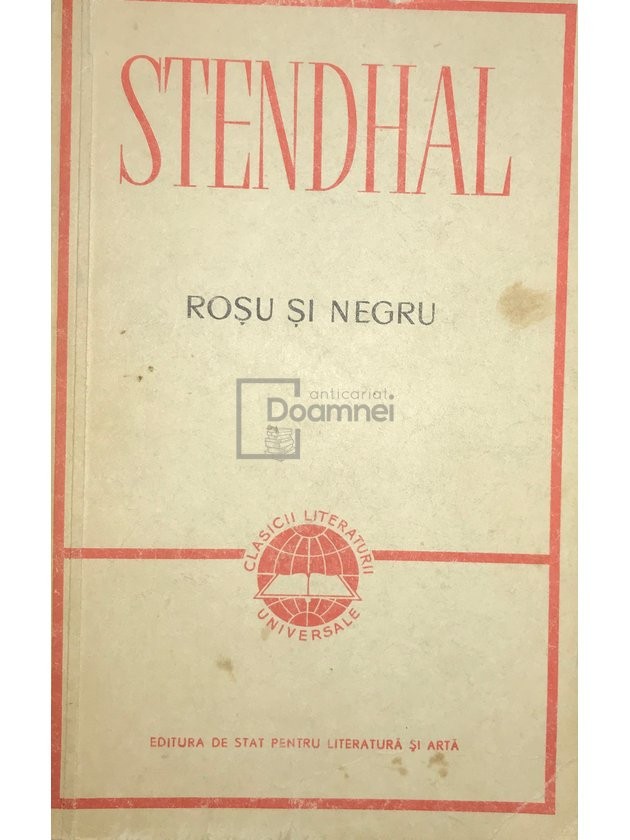 STENDHAL
ROȘU ȘI NEGRU
anticariat
Doamnei
CLASICII LITERATURII
UNIVERSALE
EDITURA DE STAT PENTRU LITERATURĂ ȘI ARTĂ